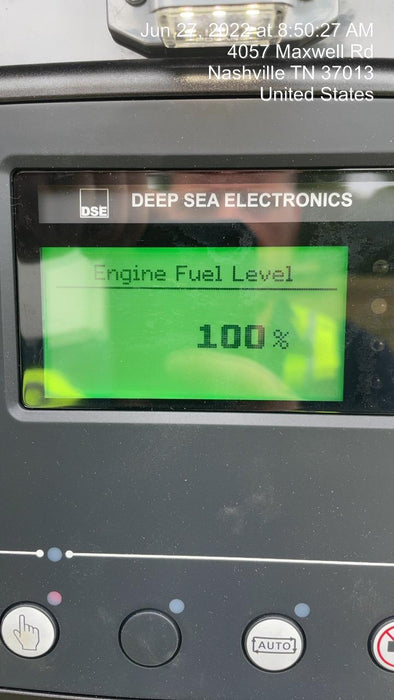 Jun 27, 2022 at 8:50:27 AM
4057 Maxwell Rd
Nashville TN 37013
United States
DSE DEEP SEA ELECTRONICS
Engine Fuel Level
100 %
AUTO